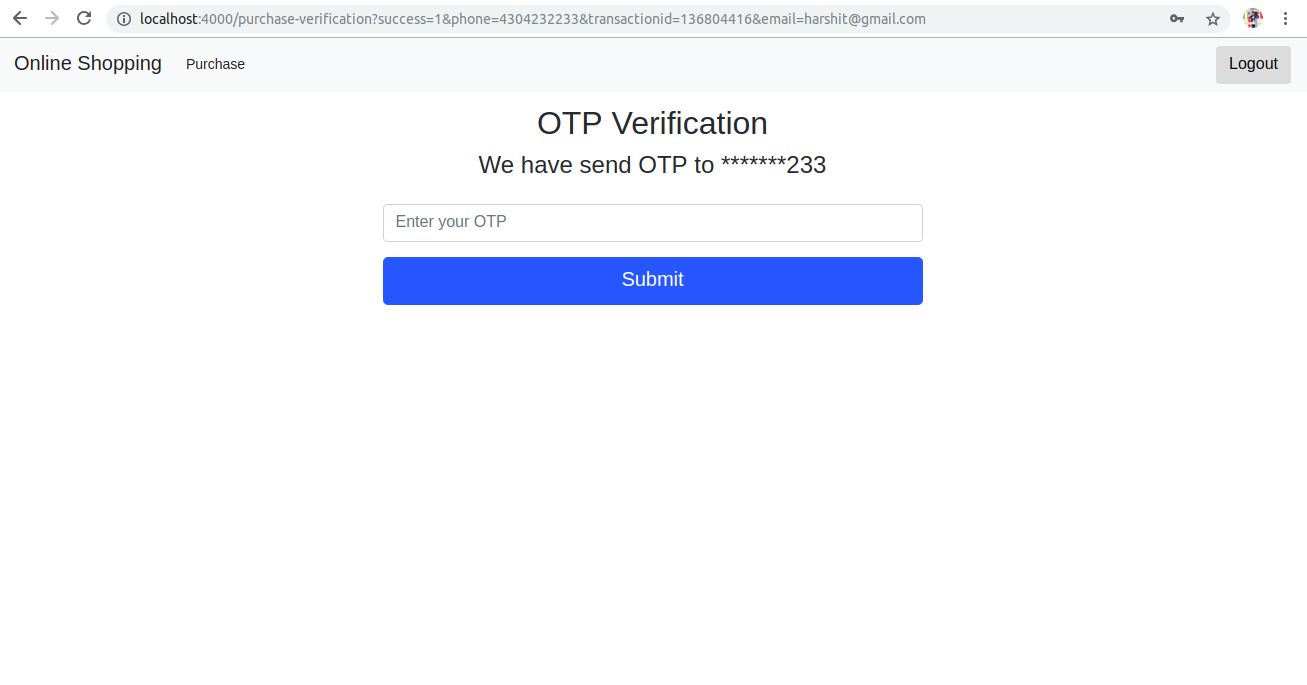 localhost:4000/purchase-verification?success=1&phone=4304232233&transactionid=136804416&email=harshit@gmail.com
Online Shopping Purchase Logout
OTP Verification
We have send OTP to *******233
Enter your OTP
Submit